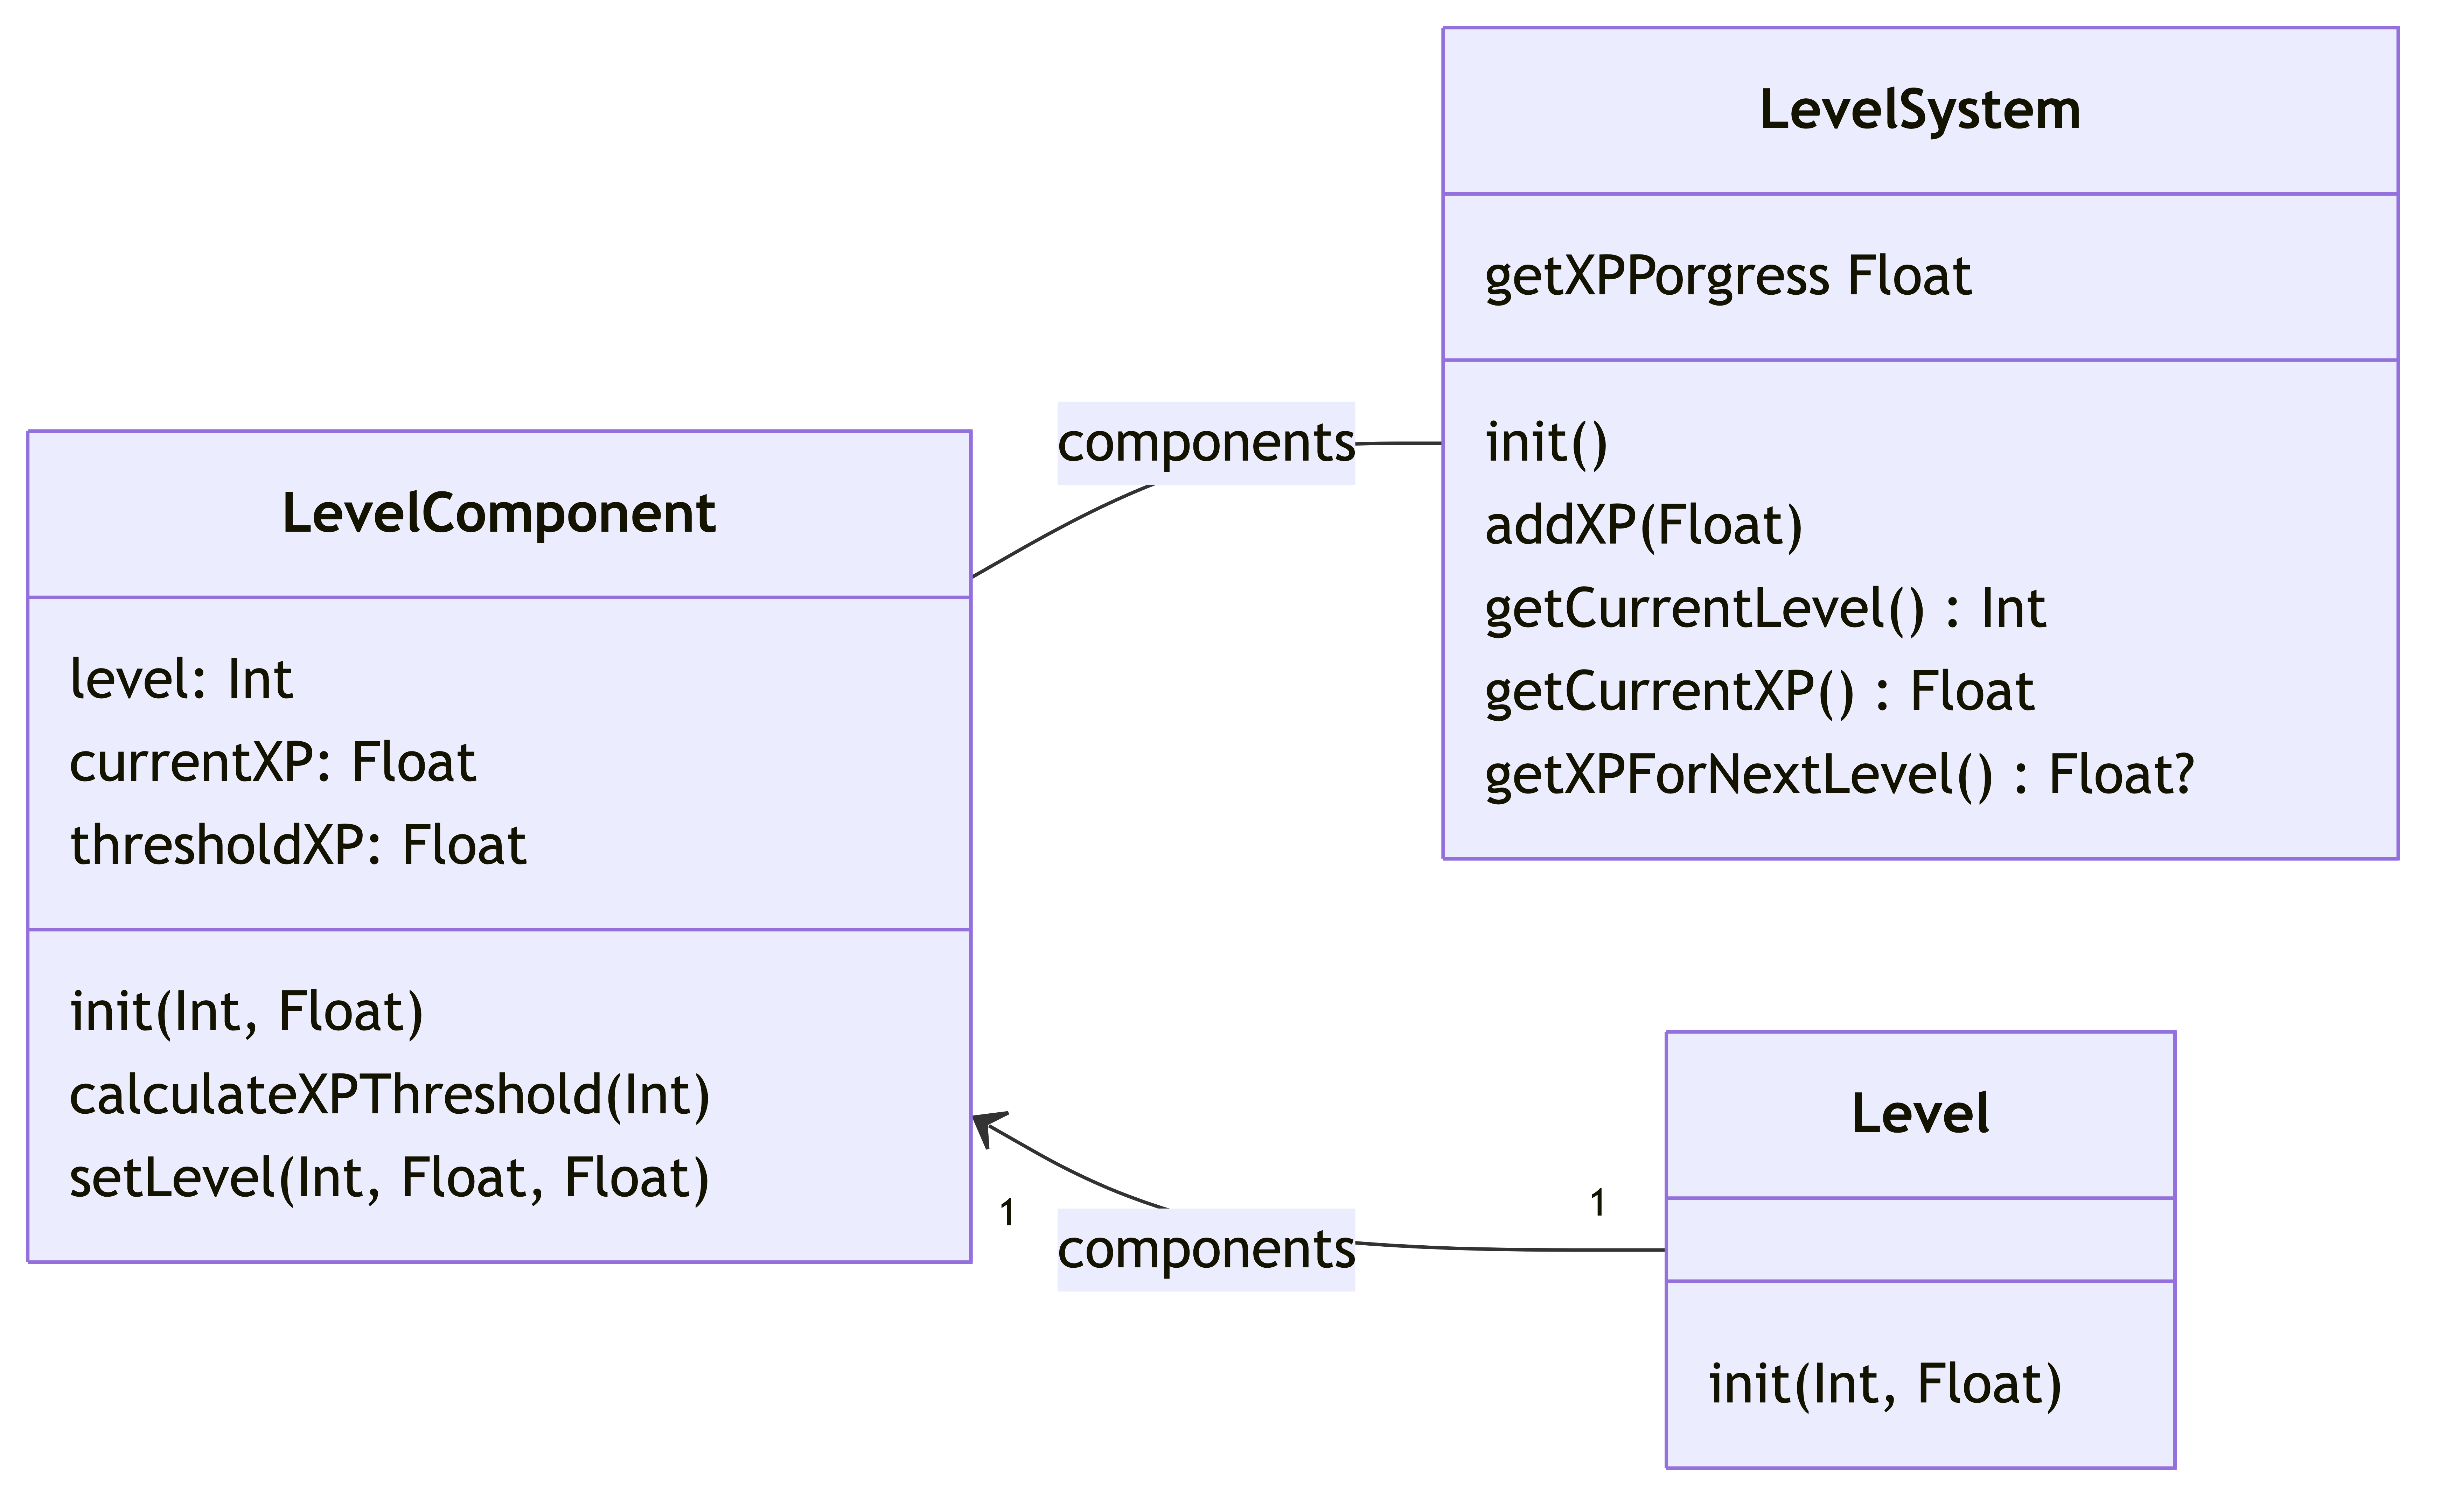 LevelSystem
getXPPorgress Float
init()
addXP(Float)
getCurrentLevel() : Int
getCurrentXP() : Float
getXPForNextLevel() : Float?
components
LevelComponent
level: Int
currentXP: Float
thresholdXP: Float
init(Int, Float)
calculateXPThreshold(Int)
setLevel(Int, Float, Float)
1
components
1
Level
init(Int, Float)